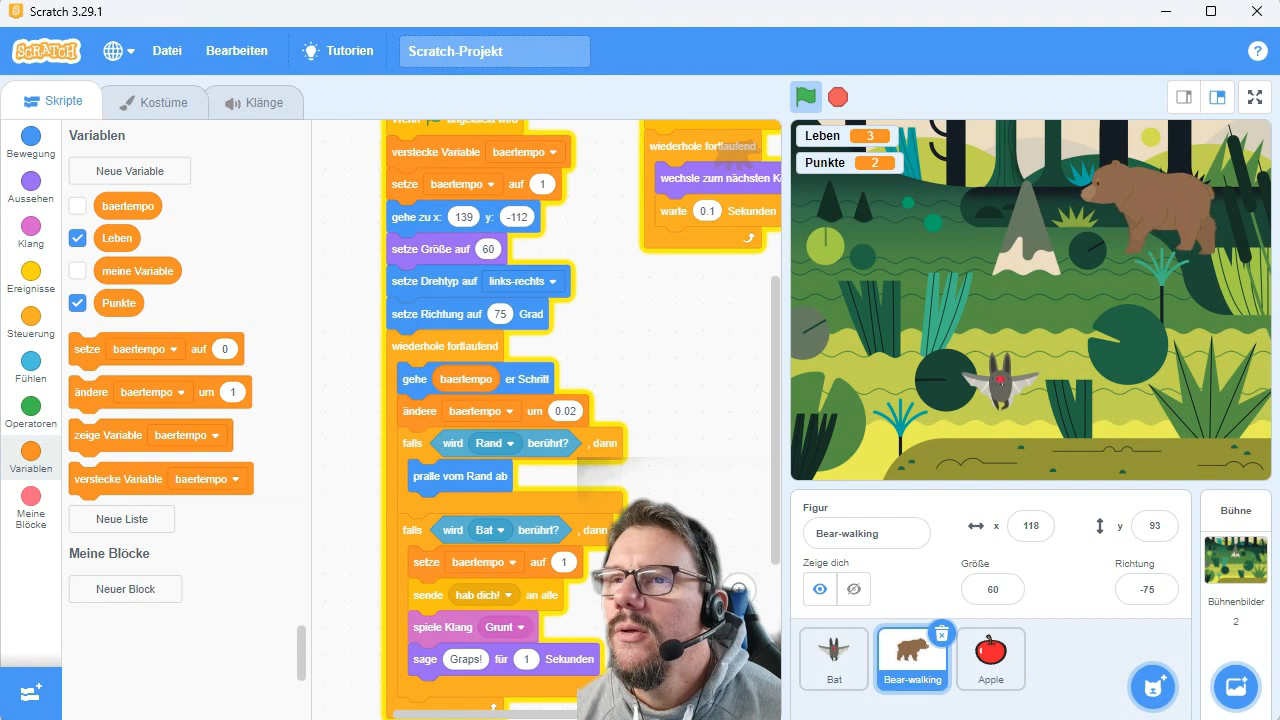 Scratch 3.29.1
SCRATCH
Datei
Bearbeiten
Tutorien
Scratch-Projekt
?
Skripte
Kostüme
Klänge
Bewegung
Aussehen
Klang
Ereignisse
Steuerung
Fühlen
Operatoren
Variablen
Meine
Blöcke
Variablen
Neue Variable
baertempo
Leben
meine Variable
Punkte
setze baertempo auf 0
ändere baertempo um 1
zeige Variable baertempo
verstecke Variable baertempo
Neue Liste
Meine Blöcke
Neuer Block
verstecke Variable baertempo
setze baertempo auf 1
gehe zu x: 139 y: -112
setze Größe auf 60
setze Drehtyp auf links-rechts
setze Richtung auf 75 Grad
wiederhole fortlaufend
gehe baertempo er Schritt
ändere baertempo um 0.02
falls wird Rand berührt? , dann
pralle vom Rand ab
falls wird Bat berührt? , dann
setze baertempo auf 1
sende hab dich! an alle
spiele Klang Grunt
sage Graps! für 1 Sekunden
wiederhole fortlaufend
wechsle zum nächsten
warte 0.1 Sekunden
Leben 3
Punkte 2
Figur
Bear-walking
x 118
y 93
Zeige dich
Größe
60
Richtung
-75
Bat
Bear-walking
Apple
Bühne
Bühnenbilder
2